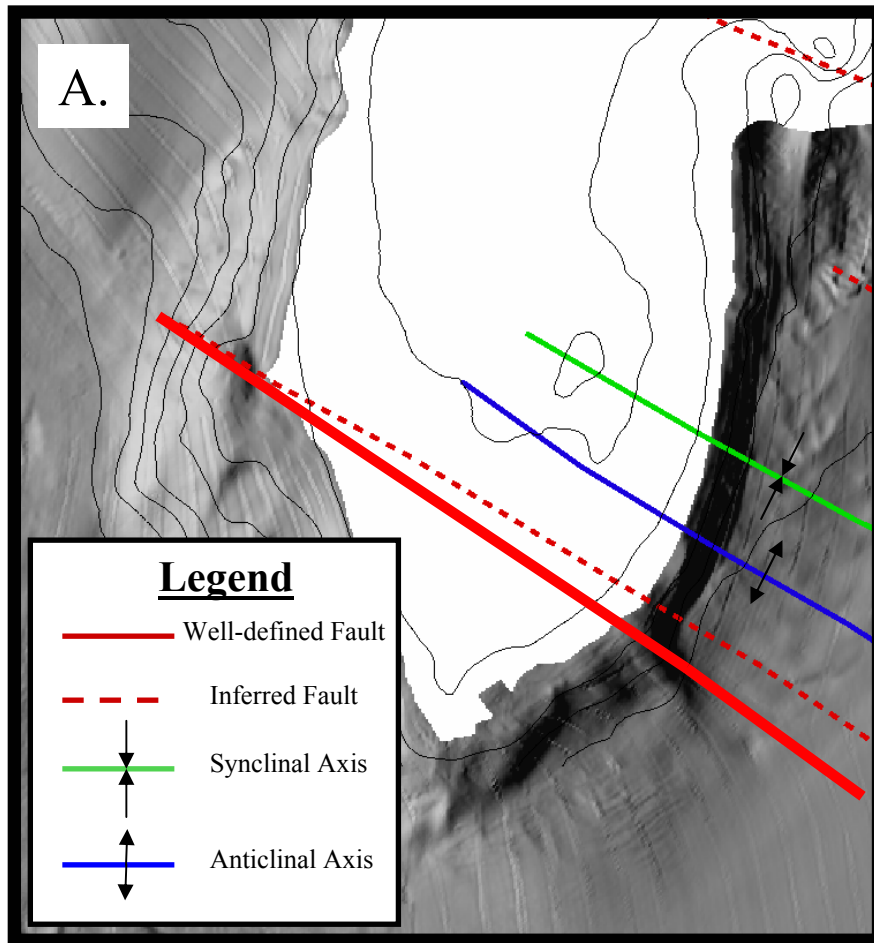 A.
Legend
Well-defined Fault
Inferred Fault
Synclinal Axis
Anticlinal Axis